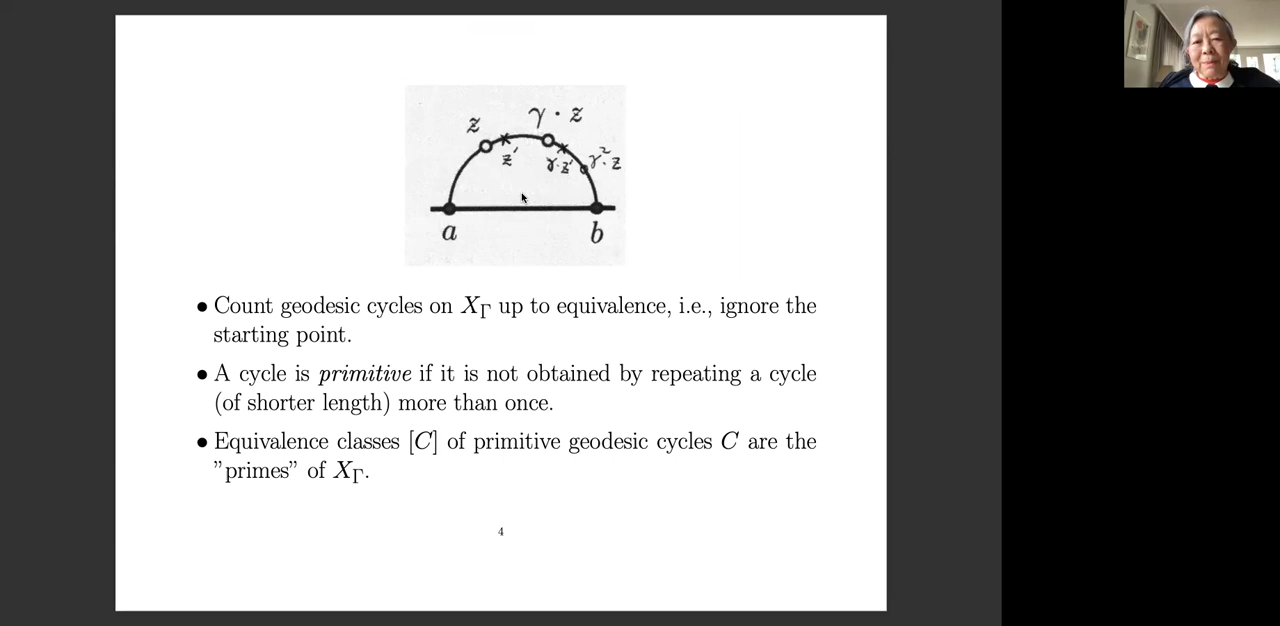 z γ · z
z′ γ·z′ γ²·z
a b
• Count geodesic cycles on X_Γ up to equivalence, i.e., ignore the
starting point.
• A cycle is primitive if it is not obtained by repeating a cycle
(of shorter length) more than once.
• Equivalence classes [C] of primitive geodesic cycles C are the
”primes” of X_Γ.
4